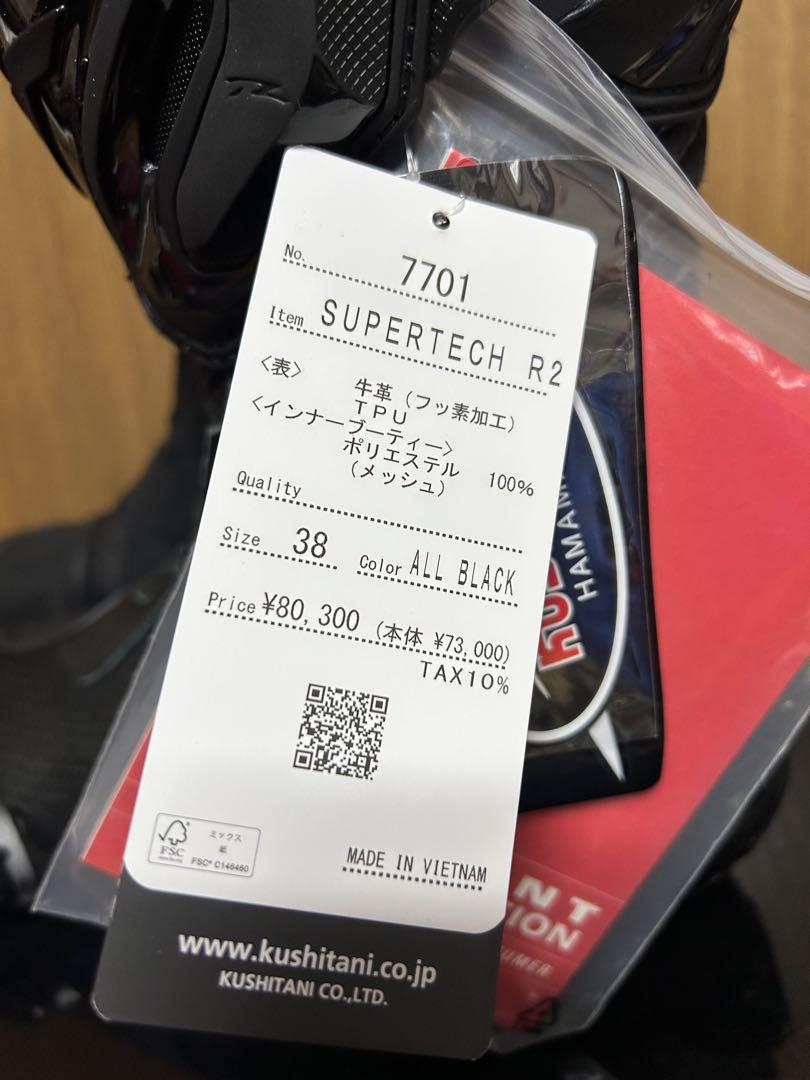 No. 7701
Item SUPERTECH R2
〈表〉
牛革（フッ素加工）
TPU
〈インナーブーティー〉
ポリエステル 100%
（メッシュ）
Quality
Size 38 Color ALL BLACK
Price ¥80,300 (本体 ¥73,000)
TAX10%
FSC
ミックス
紙
FSC® C146460
MADE IN VIETNAM
www.kushitani.co.jp
KUSHITANI CO.,LTD.
NT
ION
UMER